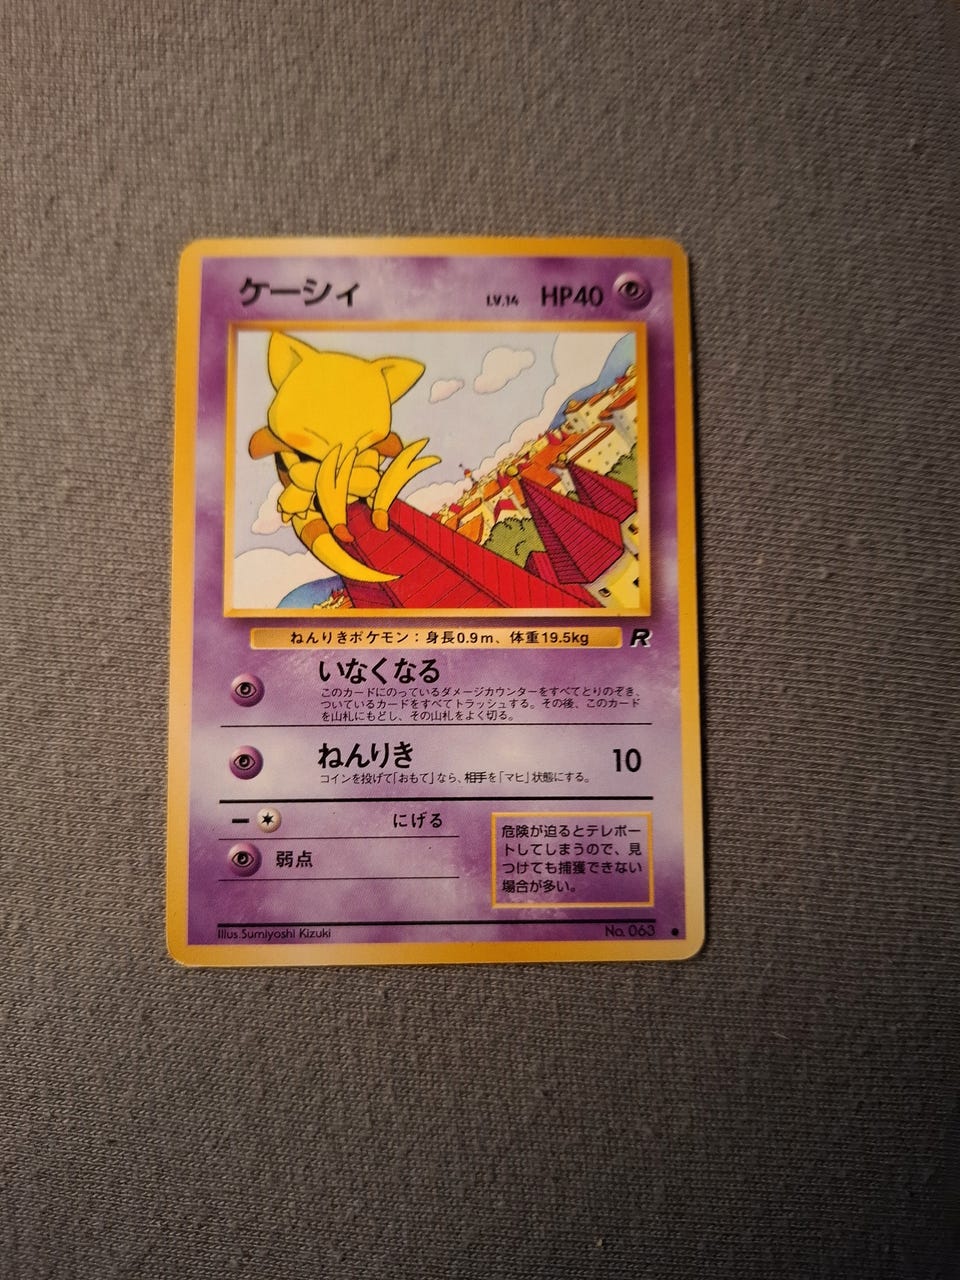 ケーシィ LV.14 HP40
ねんりきポケモン：身長0.9m、体重19.5kg R
いなくなる
このカードにのっているダメージカウンターをすべてとりのぞき、
ついているカードをすべてトラッシュする。その後、このカード
を山札にもどし、その山札をよく切る。
ねんりき 10
コインを投げて「おもて」なら、相手を「マヒ」状態にする。
にげる
弱点
危険が迫るとテレポー
トしてしまうので、見
つけても捕獲できない
場合が多い。
Illus. Sumiyoshi Kizuki No. 063 ●